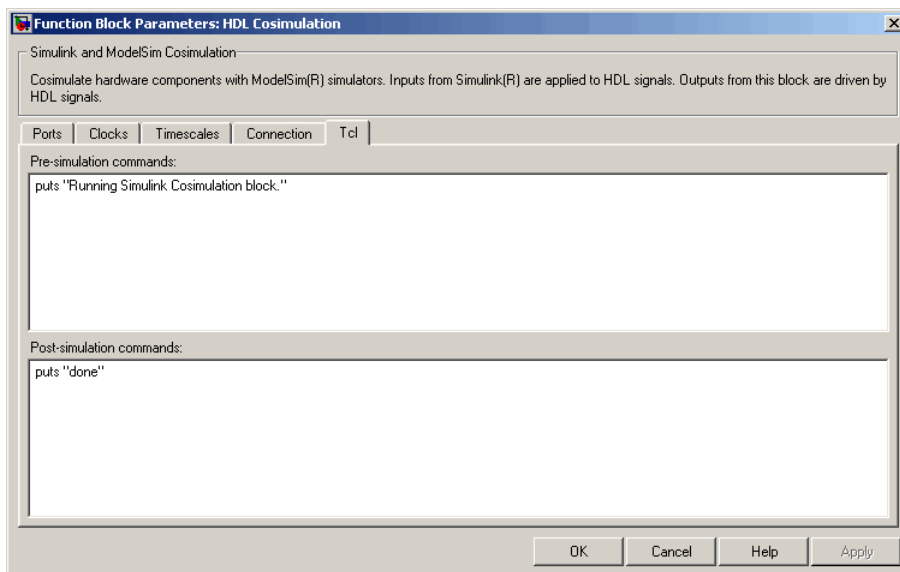 Function Block Parameters: HDL Cosimulation
Simulink and ModelSim Cosimulation
Cosimulate hardware components with ModelSim(R) simulators. Inputs from Simulink(R) are applied to HDL signals. Outputs from this block are driven by
HDL signals.
Ports Clocks Timescales Connection Tcl
Pre-simulation commands:
puts "Running Simulink Cosimulation block."
Post-simulation commands:
puts "done"
OK Cancel Help Apply